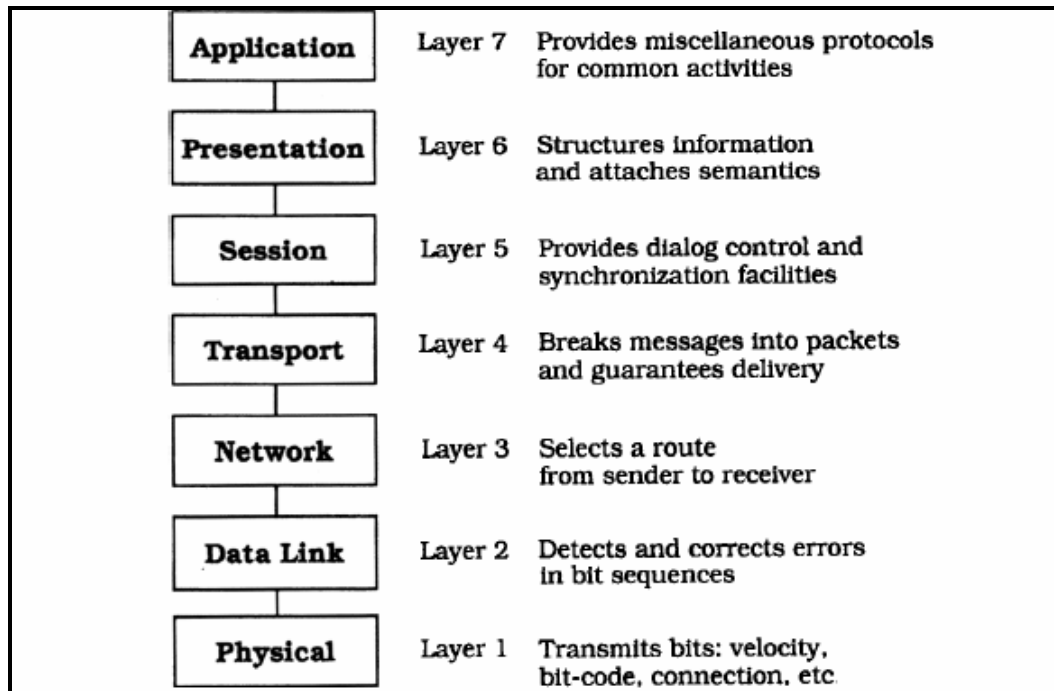 Application Layer 7 Provides miscellaneous protocols
for common activities
Presentation Layer 6 Structures information
and attaches semantics
Session Layer 5 Provides dialog control and
synchronization facilities
Transport Layer 4 Breaks messages into packets
and guarantees delivery
Network Layer 3 Selects a route
from sender to receiver
Data Link Layer 2 Detects and corrects errors
in bit sequences
Physical Layer 1 Transmits bits: velocity,
bit-code, connection, etc